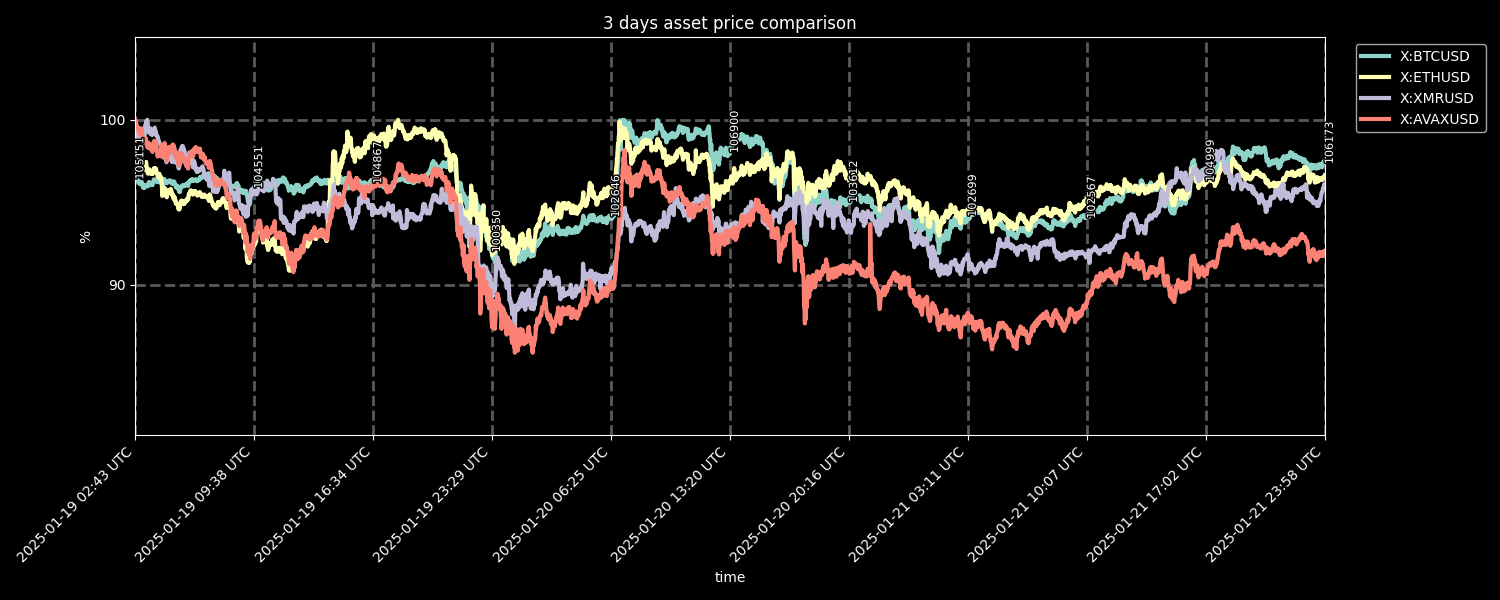 3 days asset price comparison
X:BTCUSD
X:ETHUSD
X:XMRUSD
X:AVAXUSD
100
90
%
105151
104551
104867
100350
102646
106900
103612
102699
102567
104999
106173
2025-01-19 02:43 UTC
2025-01-19 09:38 UTC
2025-01-19 16:34 UTC
2025-01-19 23:29 UTC
2025-01-20 06:25 UTC
2025-01-20 13:20 UTC
2025-01-20 20:16 UTC
2025-01-21 03:11 UTC
2025-01-21 10:07 UTC
2025-01-21 17:02 UTC
2025-01-21 23:58 UTC
time